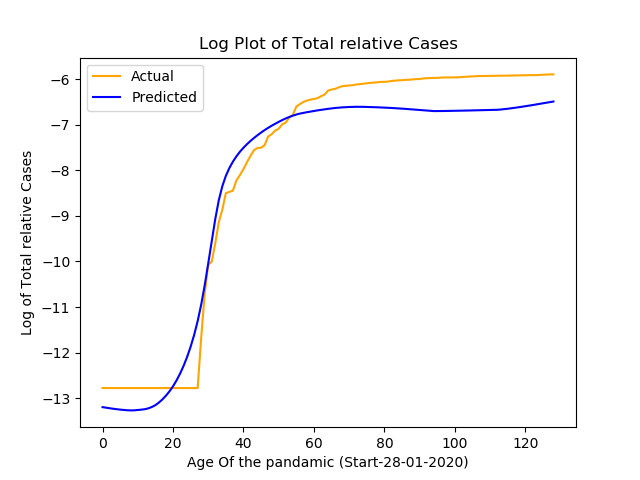 Log Plot of Total relative Cases
Actual
Predicted
−6
−7
−8
−9
−10
−11
−12
−13
Log of Total relative Cases
0 20 40 60 80 100 120
Age Of the pandamic (Start-28-01-2020)